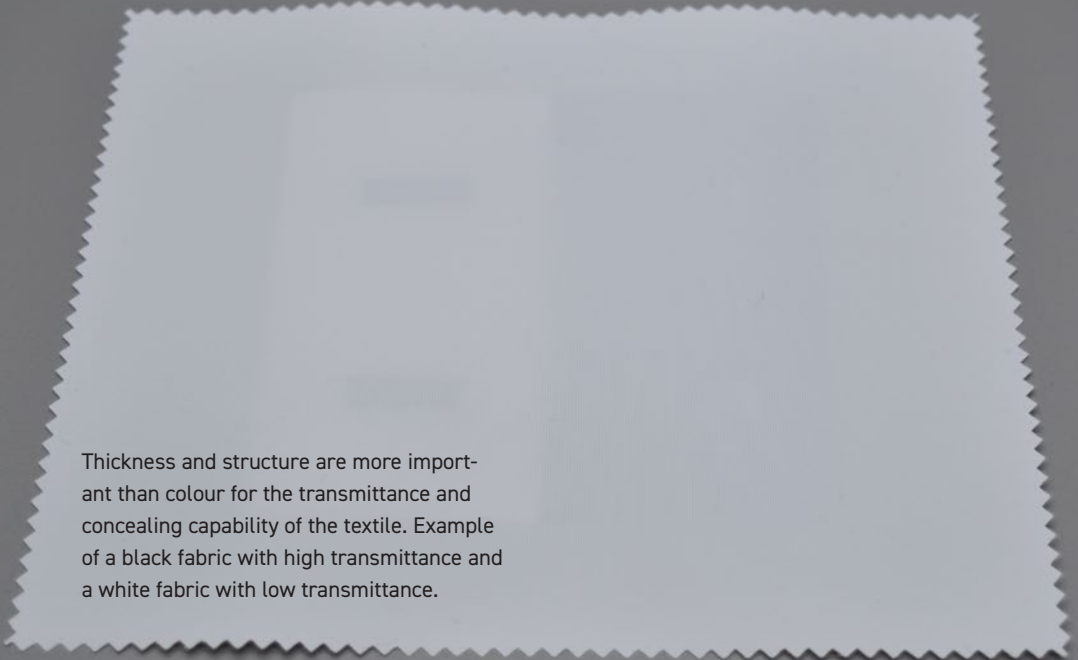 Thickness and structure are more import-
ant than colour for the transmittance and
concealing capability of the textile. Example
of a black fabric with high transmittance and
a white fabric with low transmittance.